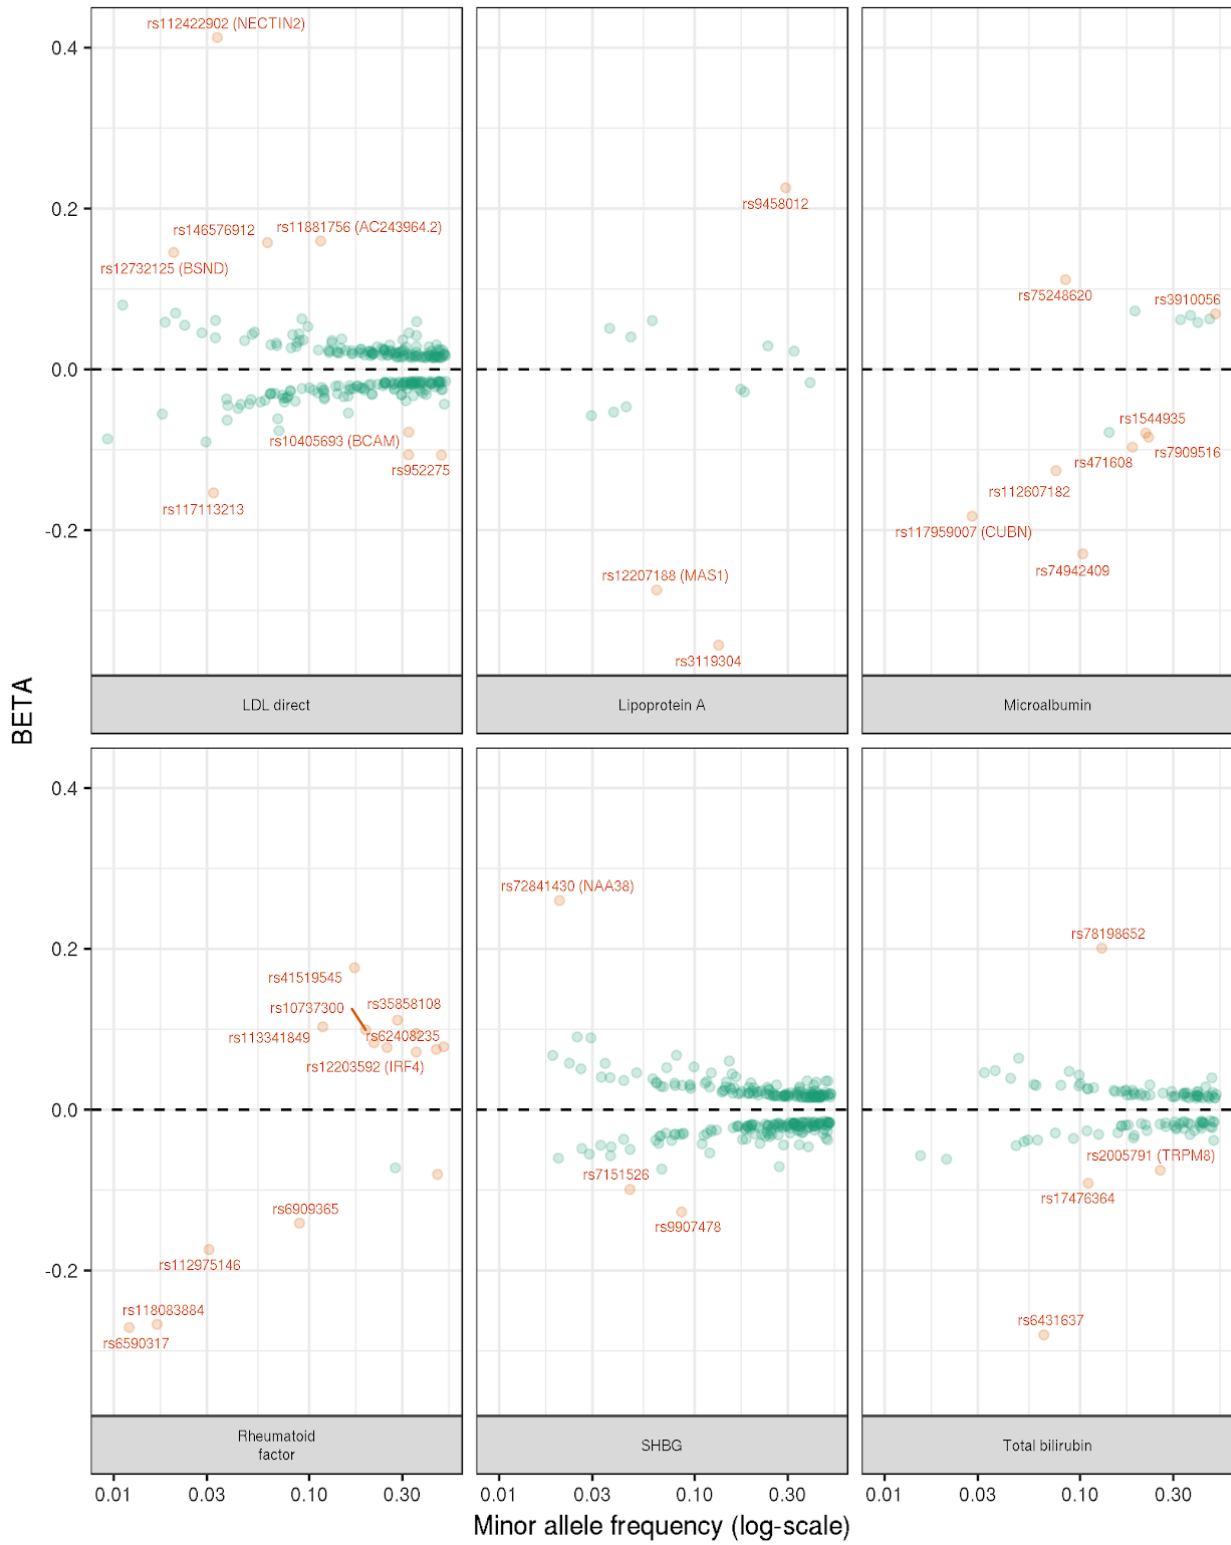 rs112422902 (NECTIN2)
0.4
rs9458012
0.2
rs146576912
rs11881756 (AC243964.2)
rs12732125 (BSND)
rs75248620
rs3910056
0.0
rs10405693 (BCAM)
rs952275
rs1544935
rs7909516
rs471608
rs112607182
rs117113213
-0.2
rs117959007 (CUBN)
rs74942409
rs12207188 (MAS1)
rs3119304
BETA
LDL direct
Lipoprotein A
Microalbumin
0.4
rs72841430 (NAA38)
0.2
rs78198652
rs41519545
rs10737300
rs35858108
rs113341849
rs62408235
rs12203592 (IRF4)
0.0
rs2005791 (TRPM8)
rs7151526
rs17476364
rs6909365
rs9907478
rs112975146
-0.2
rs118083884
rs6590317
rs6431637
Rheumatoid
factor
SHBG
Total bilirubin
0.01 0.03 0.10 0.30
0.01 0.03 0.10 0.30
0.01 0.03 0.10 0.30
Minor allele frequency (log-scale)